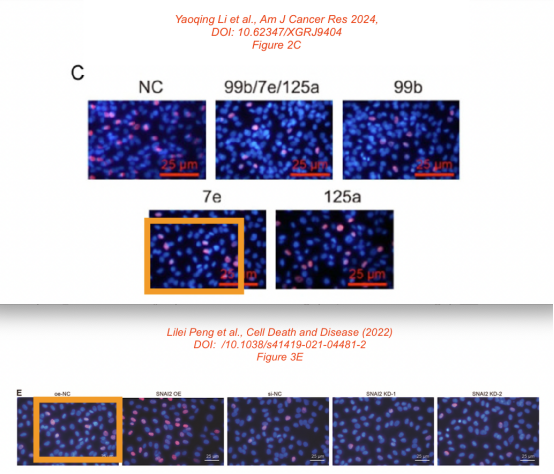 Yaoqing Li et al., Am J Cancer Res 2024,
DOI: 10.62347/XGRJ9404
Figure 2C
C
NC 99b/7e/125a 99b
25 µm 25 µm 25 µm
7e 125a
25 µm 25 µm
Lilei Peng et al., Cell Death and Disease (2022)
DOI: /10.1038/s41419-021-04481-2
Figure 3E
E
oe-NC SNAI2 OE si-NC SNAI2 KD-1 SNAI2 KD-2
25 µm 25 µm 25 µm 25 µm 25 µm